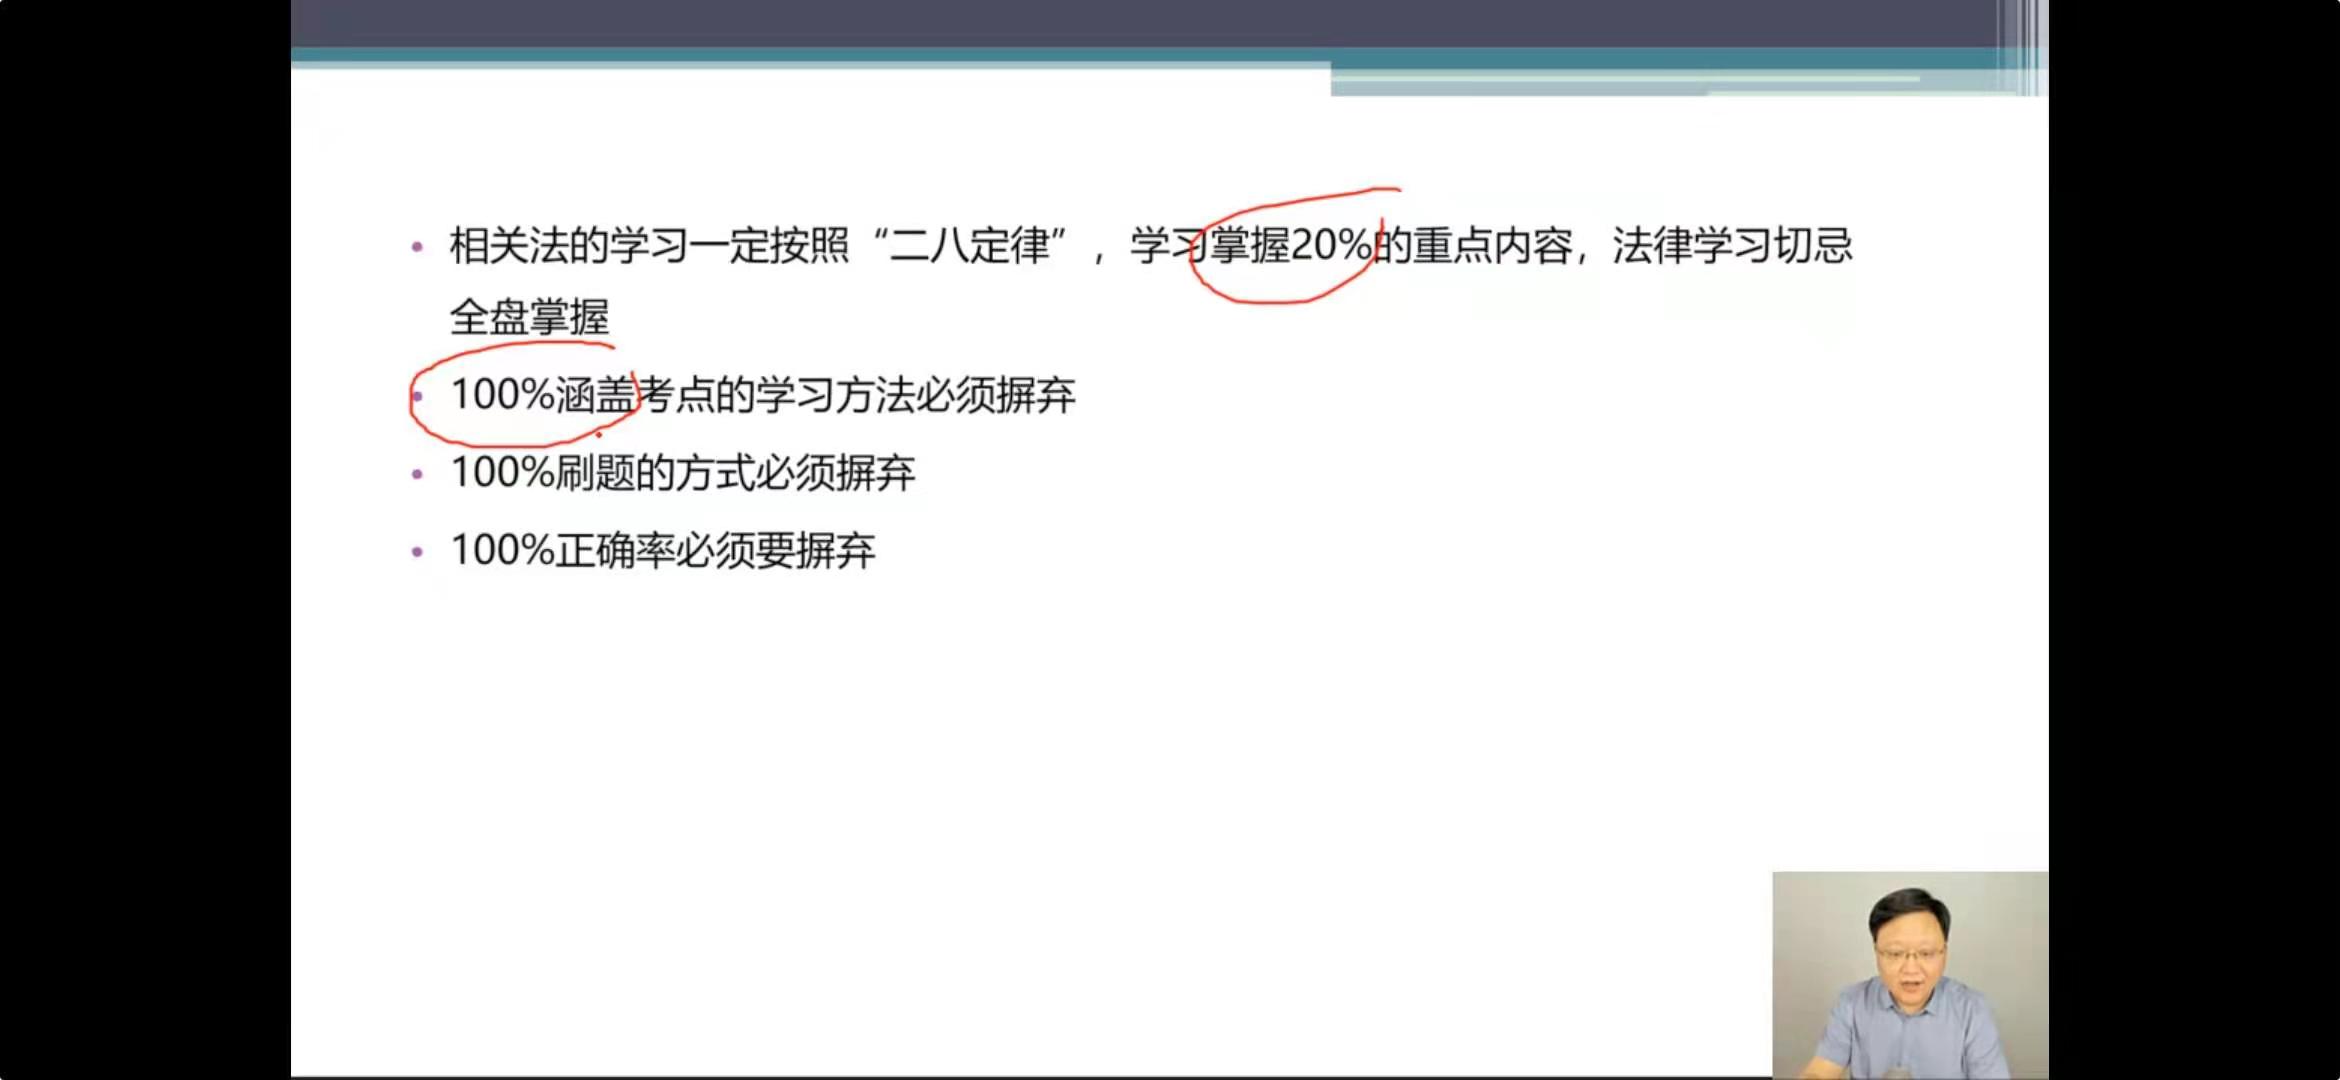 • 相关法的学习一定按照“二八定律”，学习掌握20%的重点内容，法律学习切忌
全盘掌握
• 100%涵盖考点的学习方法必须摒弃
• 100%刷题的方式必须摒弃
• 100%正确率必须要摒弃